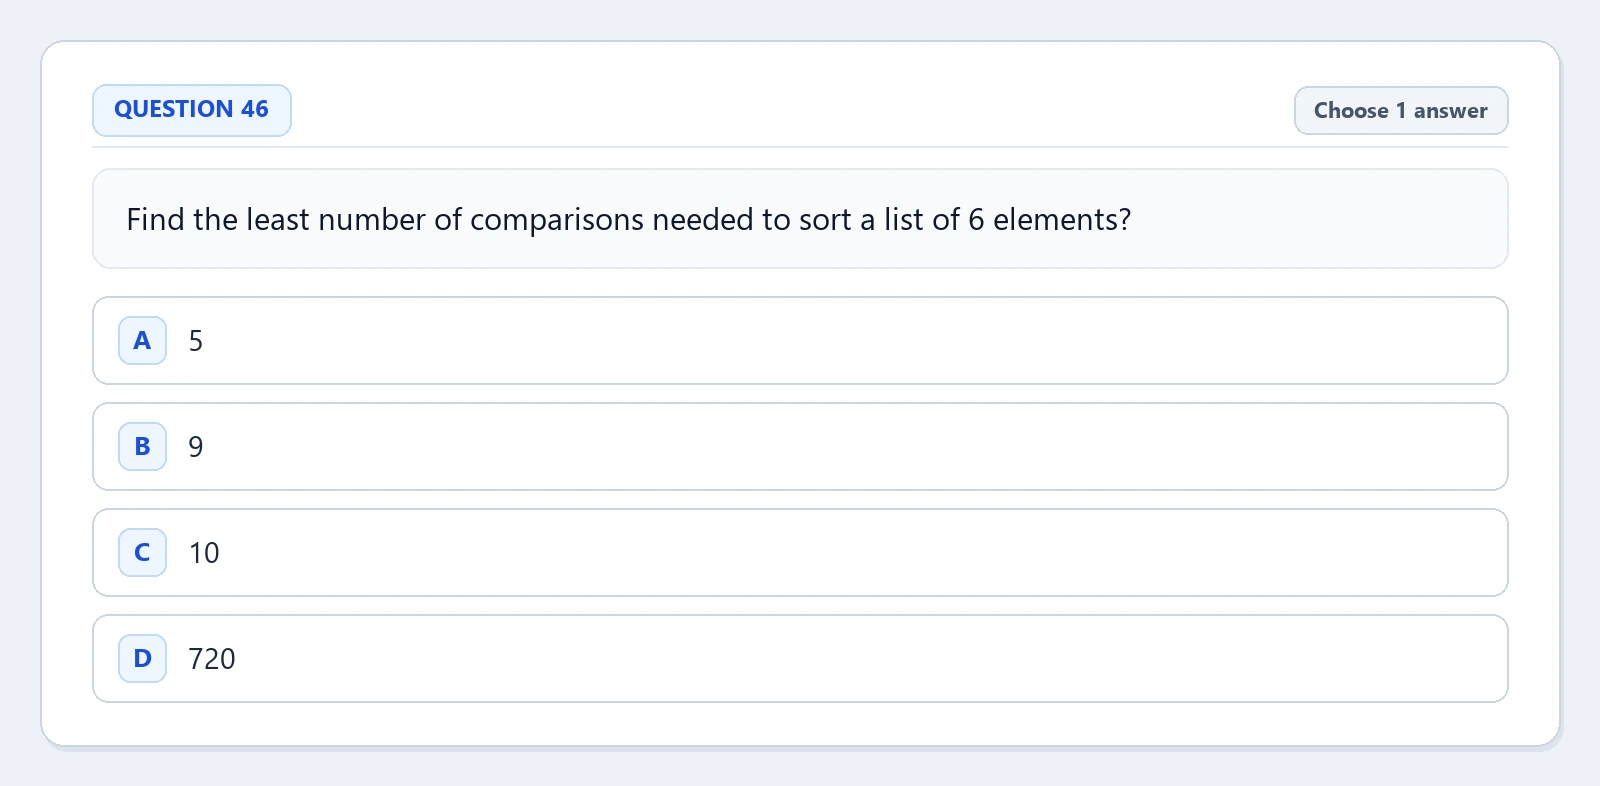 QUESTION 46
Choose 1 answer
Find the least number of comparisons needed to sort a list of 6 elements?
A 5
B 9
C 10
D 720